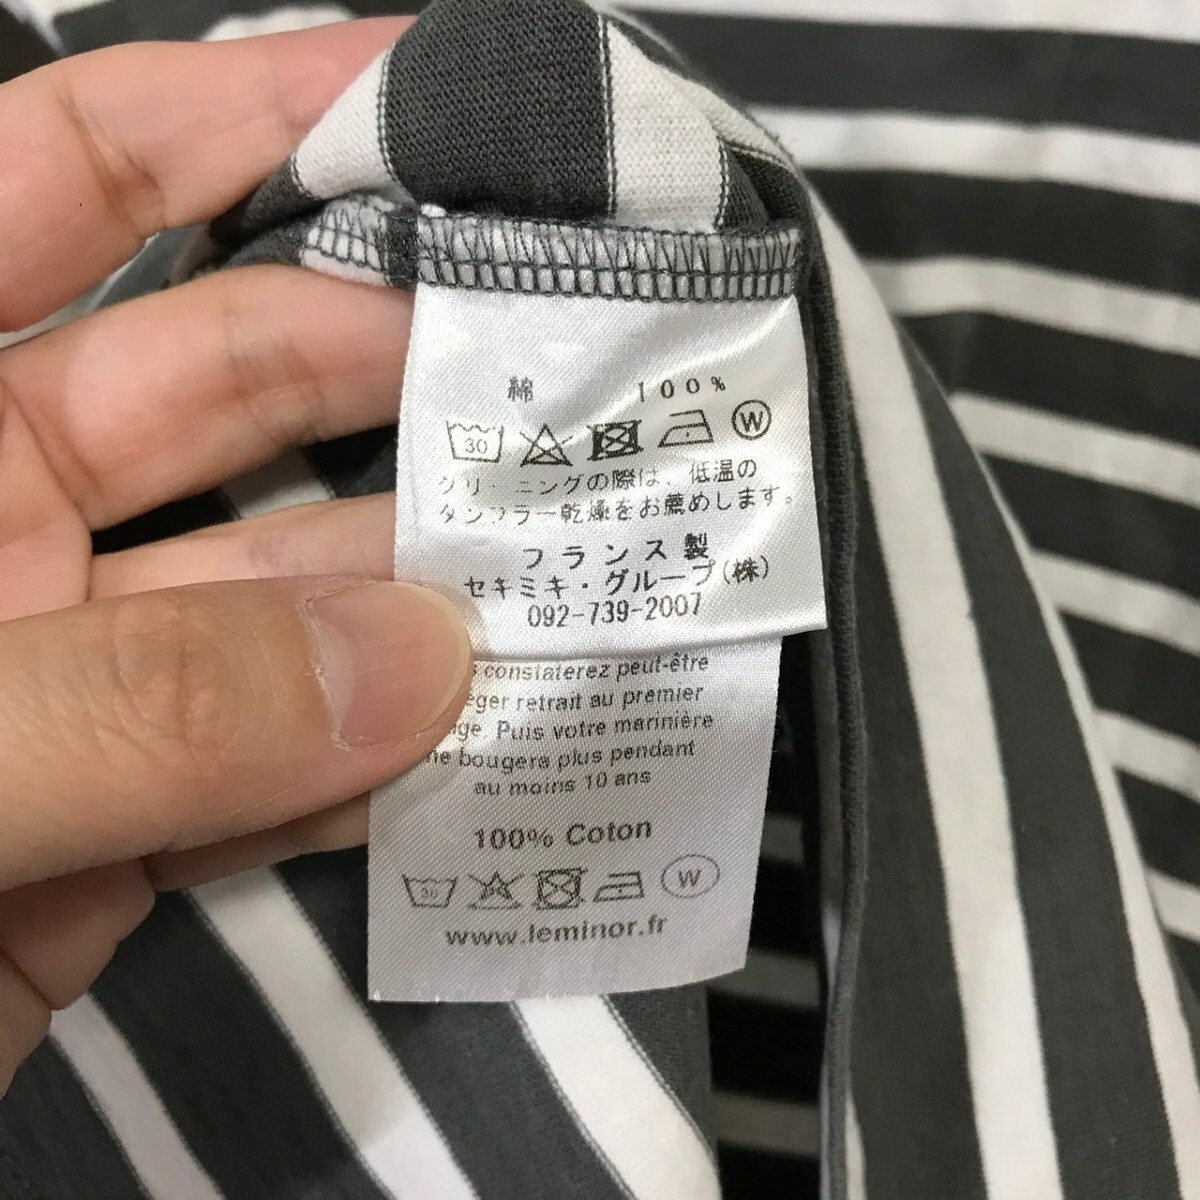 綿 100%
30 W
クリーニングの際は、低温の
タンブラー乾燥をお薦めします。
フランス製
セキミキ・グループ(株)
092-739-2007
constaterez peut-être
retrait au premier
Puis votre marinière
ne bougera plus pendant
au moins 10 ans
100% Coton
30 W
www.leminor.fr